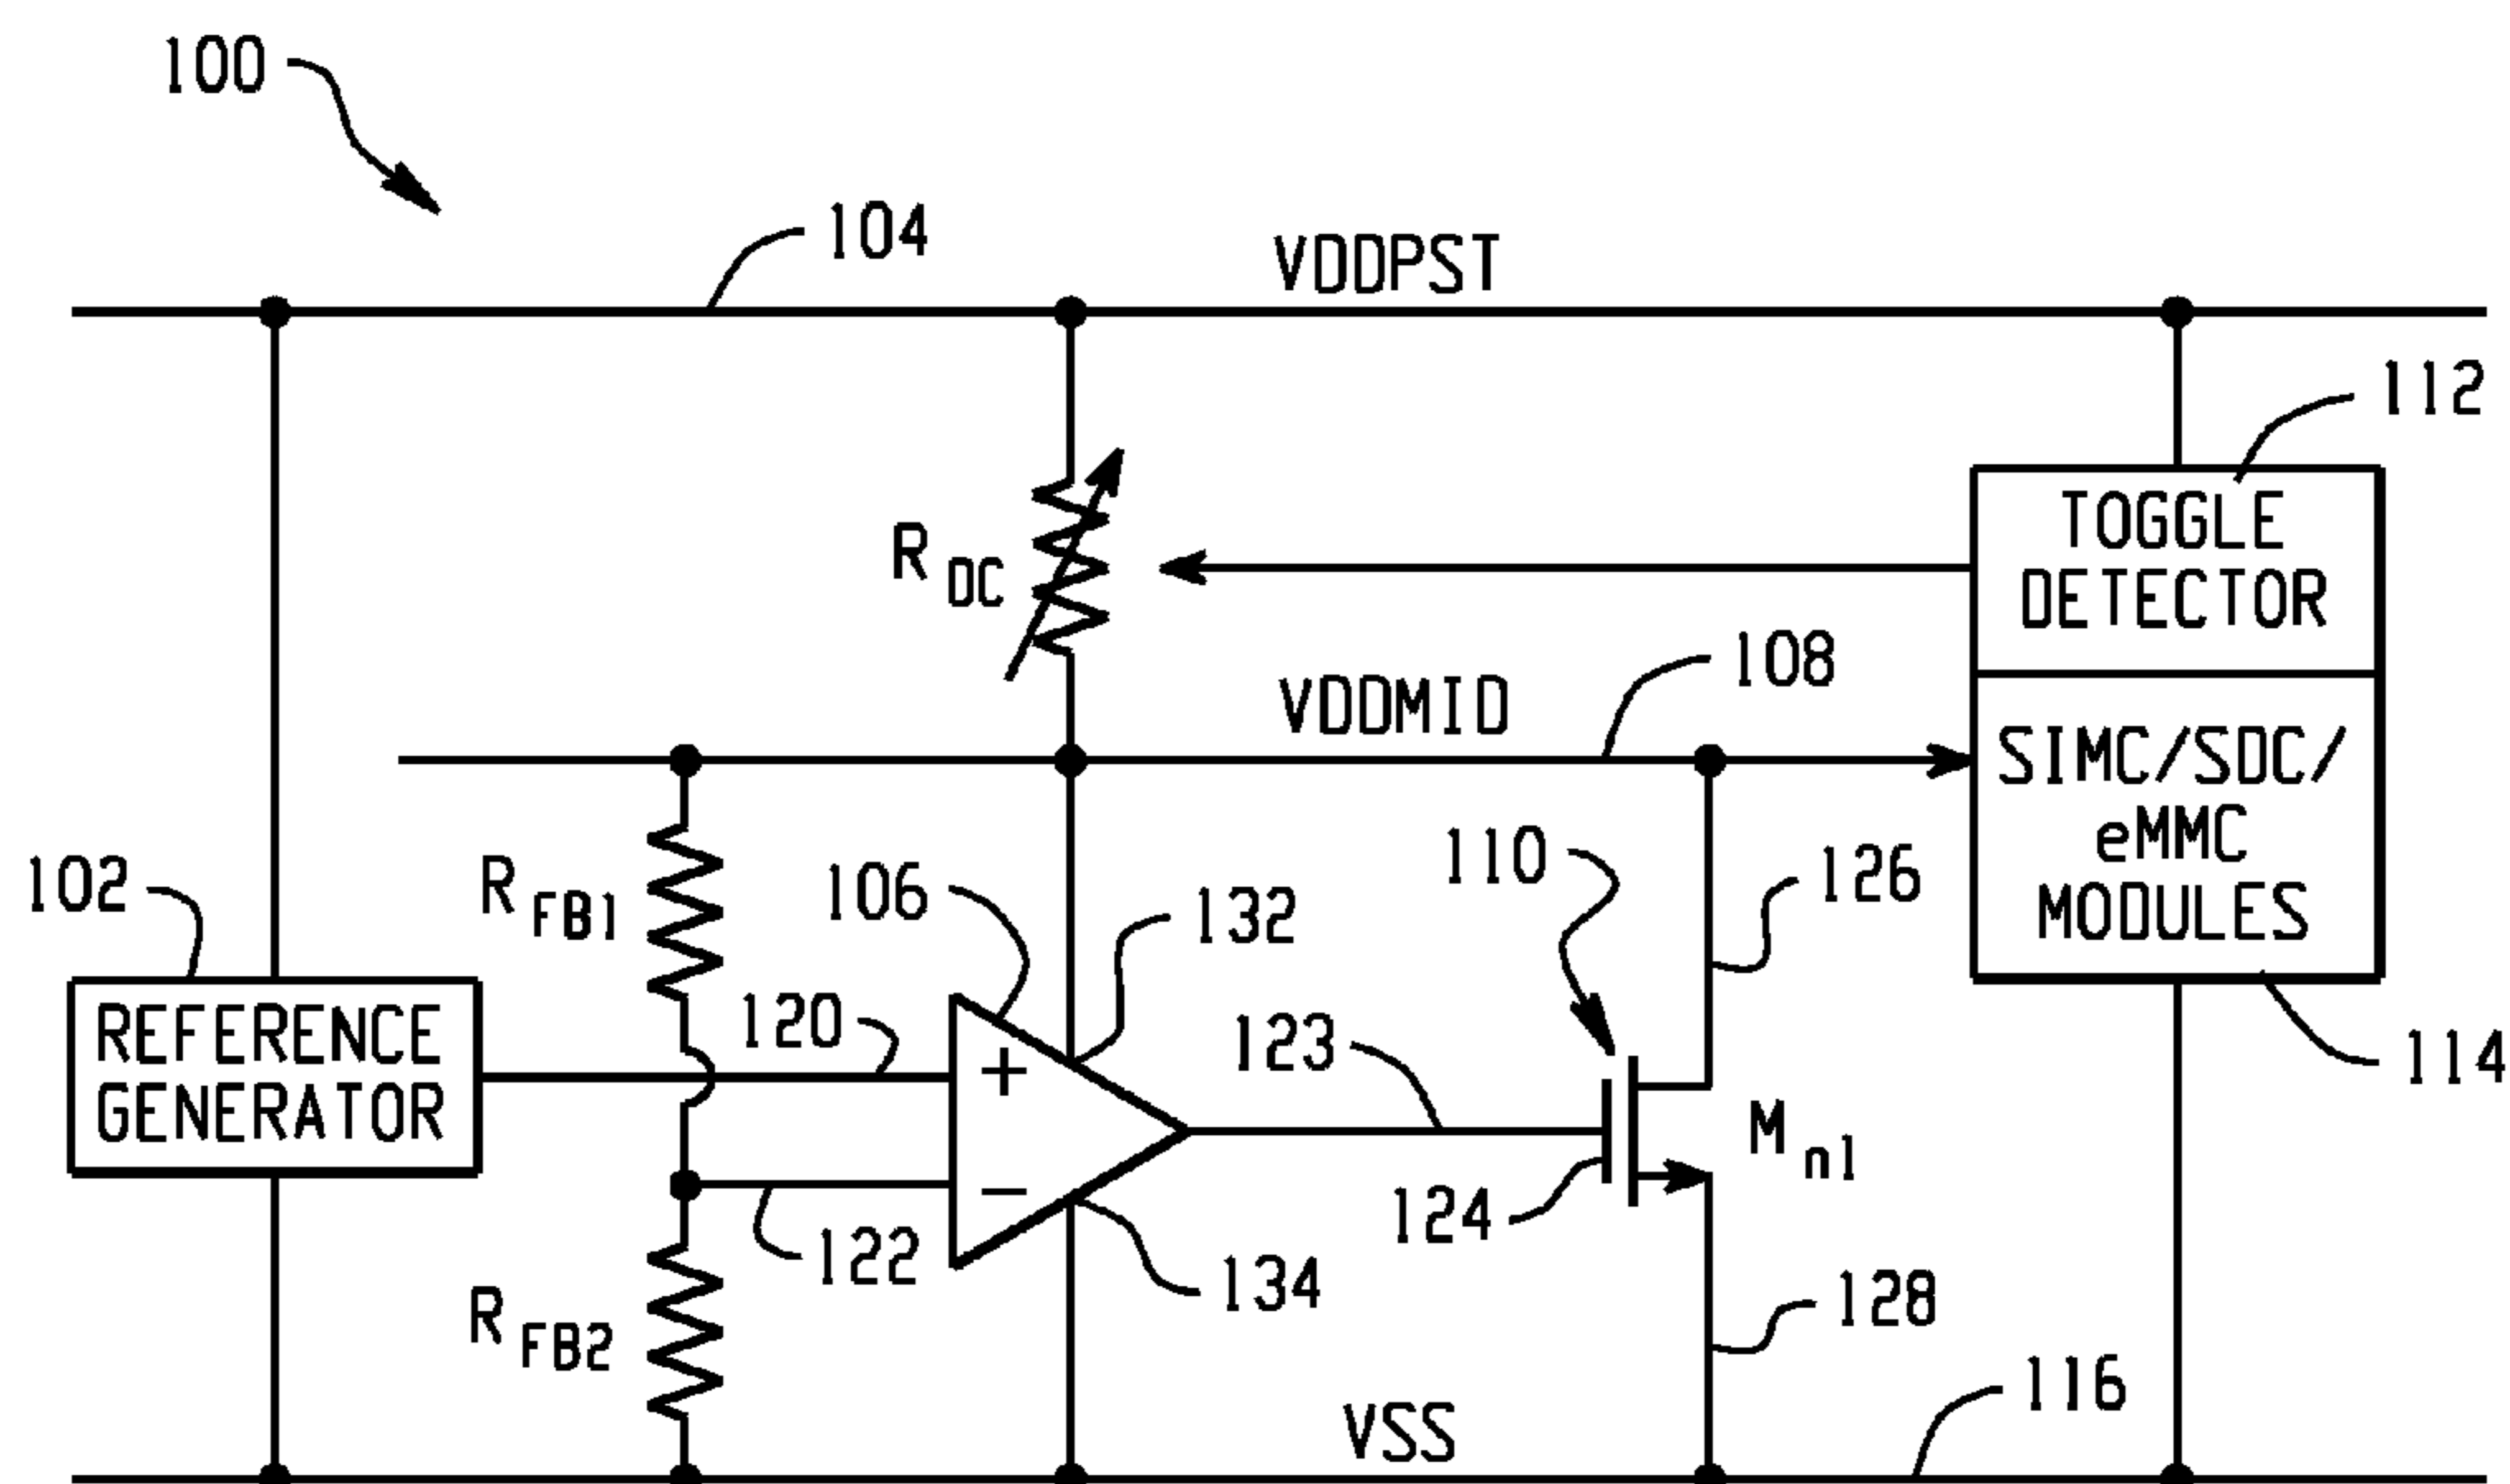 100
104
VDDPST
112
TOGGLE
DETECTOR
R DC
108
VDDMID
SIMC/SDC/
eMMC
MODULES
102
R FB1
106
132
110
126
REFERENCE
GENERATOR
120
+
123
114
M n1
−
124
122
134
R FB2
128
116
VSS